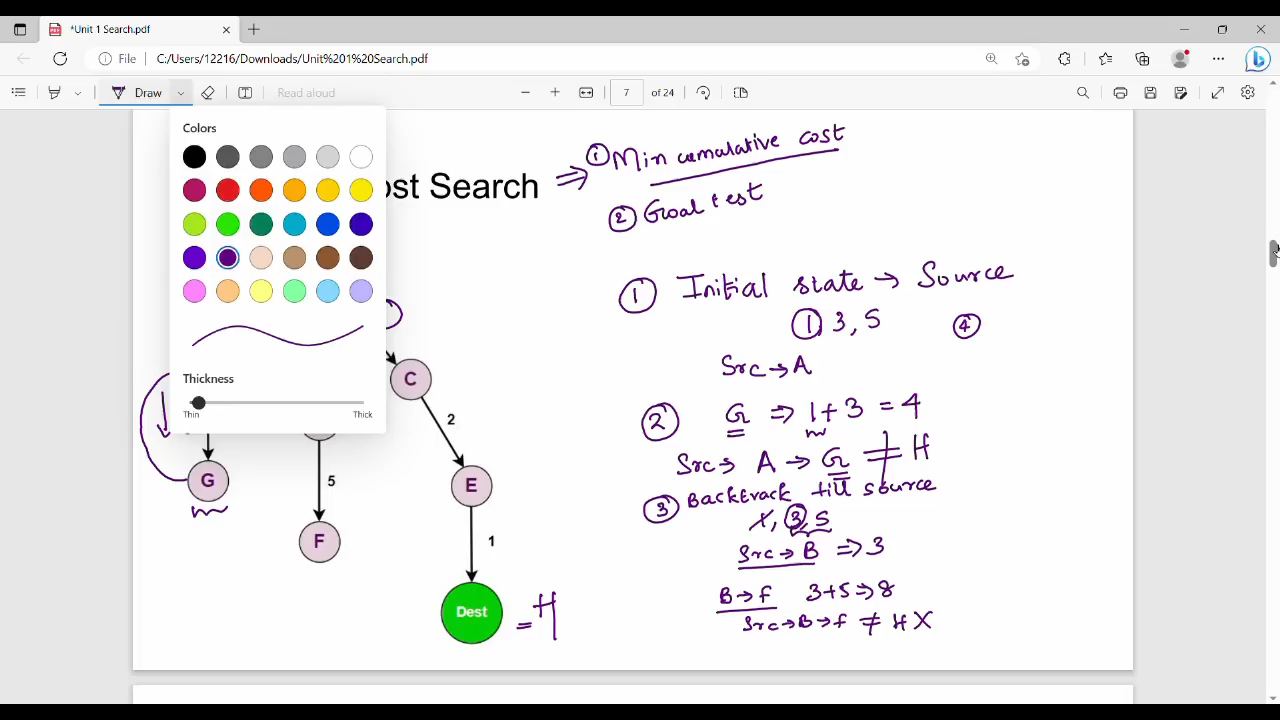 *Unit 1 Search.pdf
File C:/Users/12216/Downloads/Unit%201%20Search.pdf
Draw Read aloud 7 of 24
Colors
Thickness
Thin Thick
ost Search ⇒ ① Min cumulative cost
② Goal test
① Initial state → Source
①, 3, 5 ④
Src → A
② G ⇒ 1+3 = 4
Src → A → G ≠ H
③ Backtrack till source
1, ③, 5
Src → B ⇒ 3
B → f 3+5 ⇒ 8
Src → B → f ≠ H X
C
2
G
5
E
F
1
Dest = H